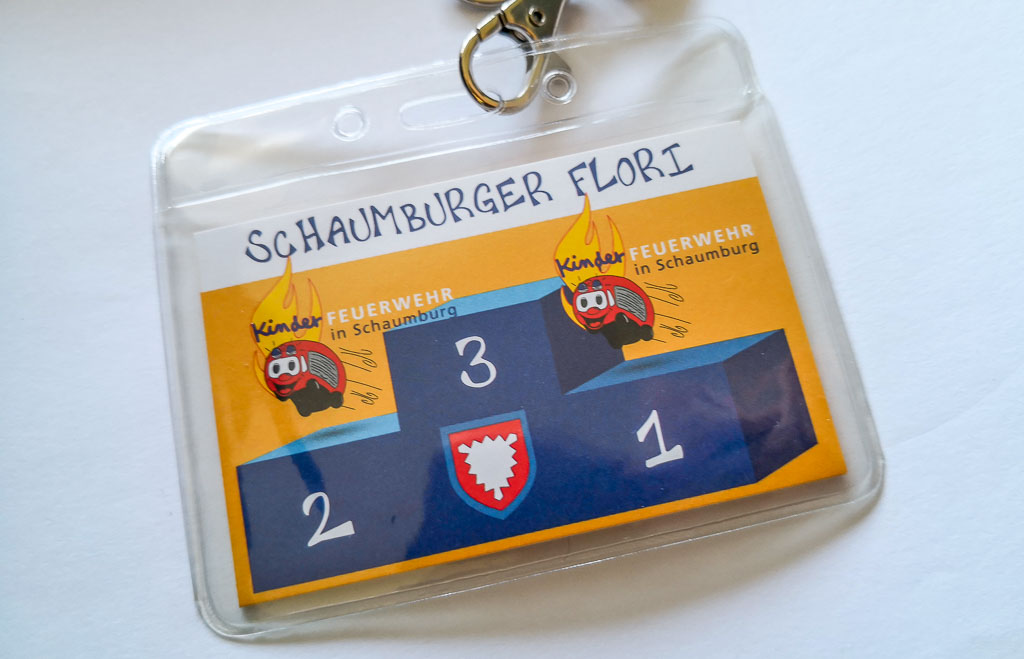 SCHAUMBURGER FLORI
Kinder FEUERWEHR
in Schaumburg
Kinder FEUERWEHR
in Schaumburg
3
2
1